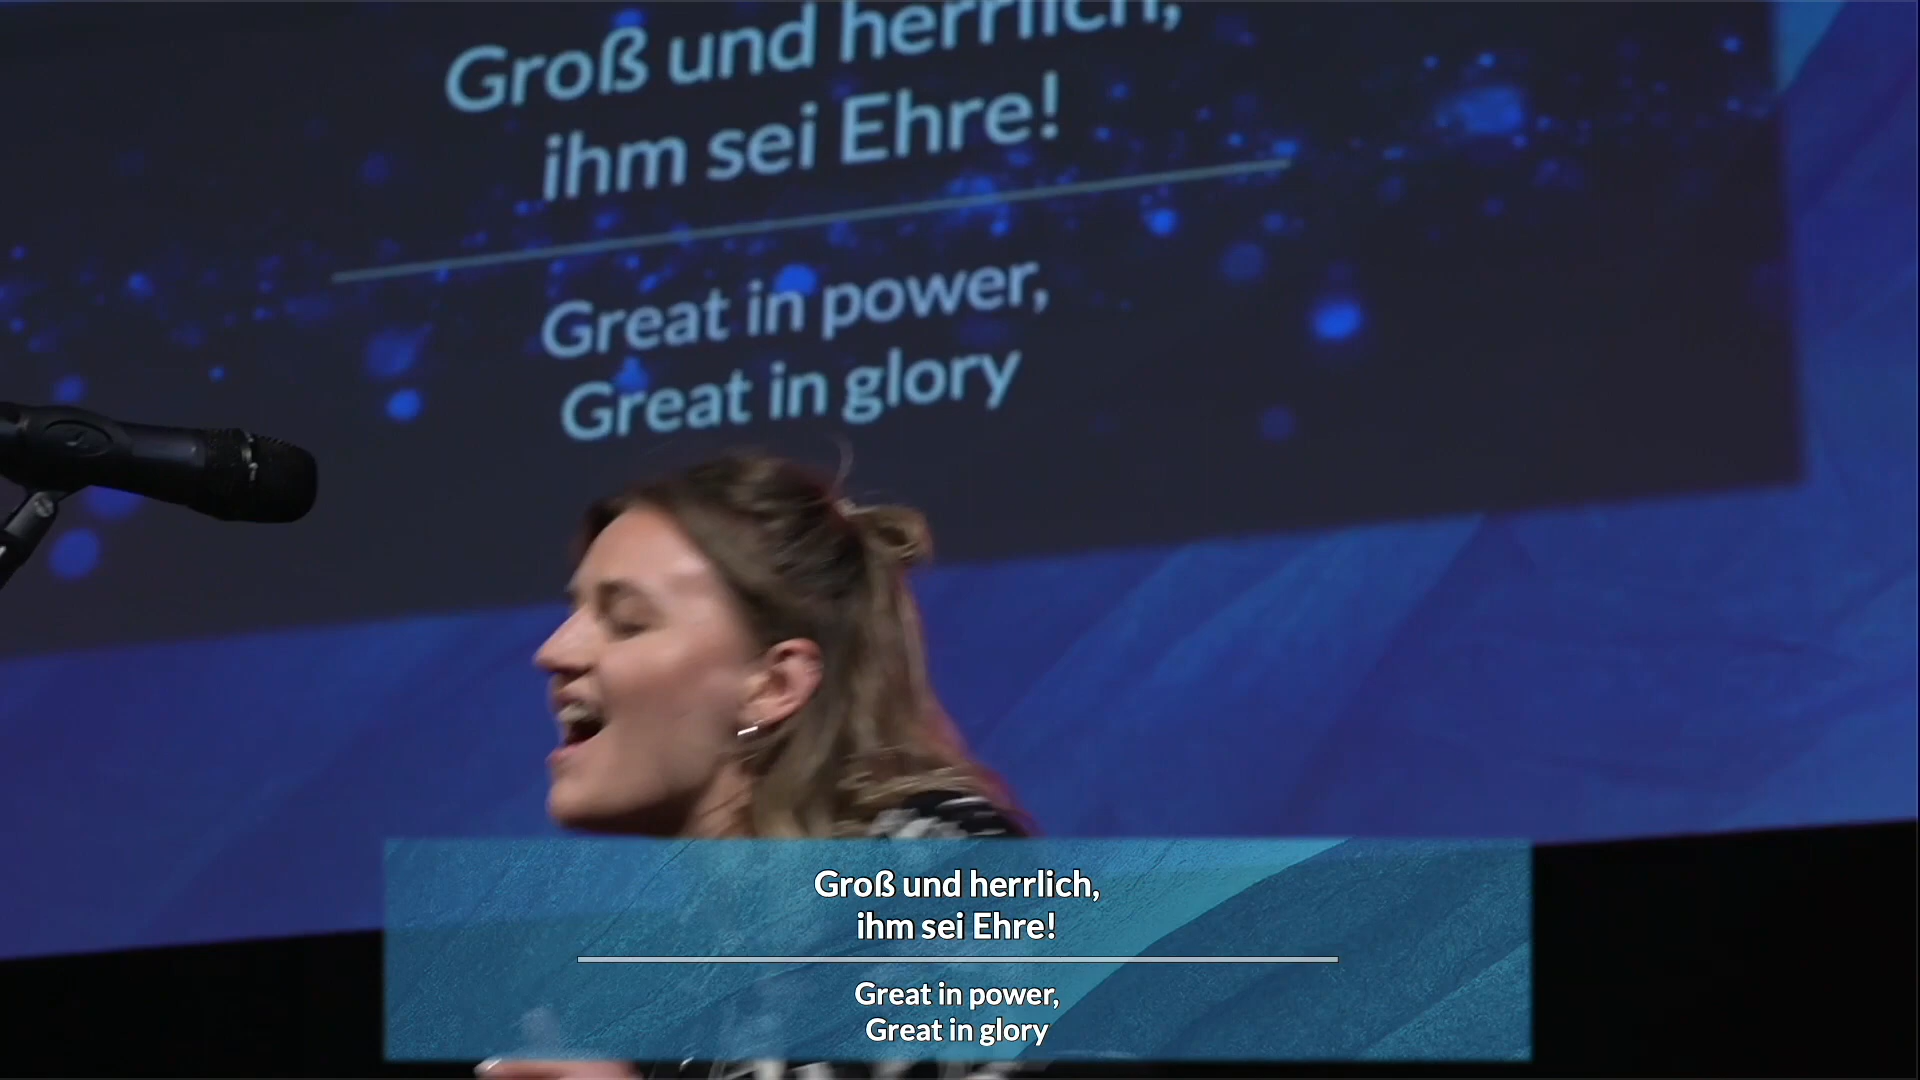 Groß und herrlich,
ihm sei Ehre!
Great in power,
Great in glory
Groß und herrlich,
ihm sei Ehre!
Great in power,
Great in glory